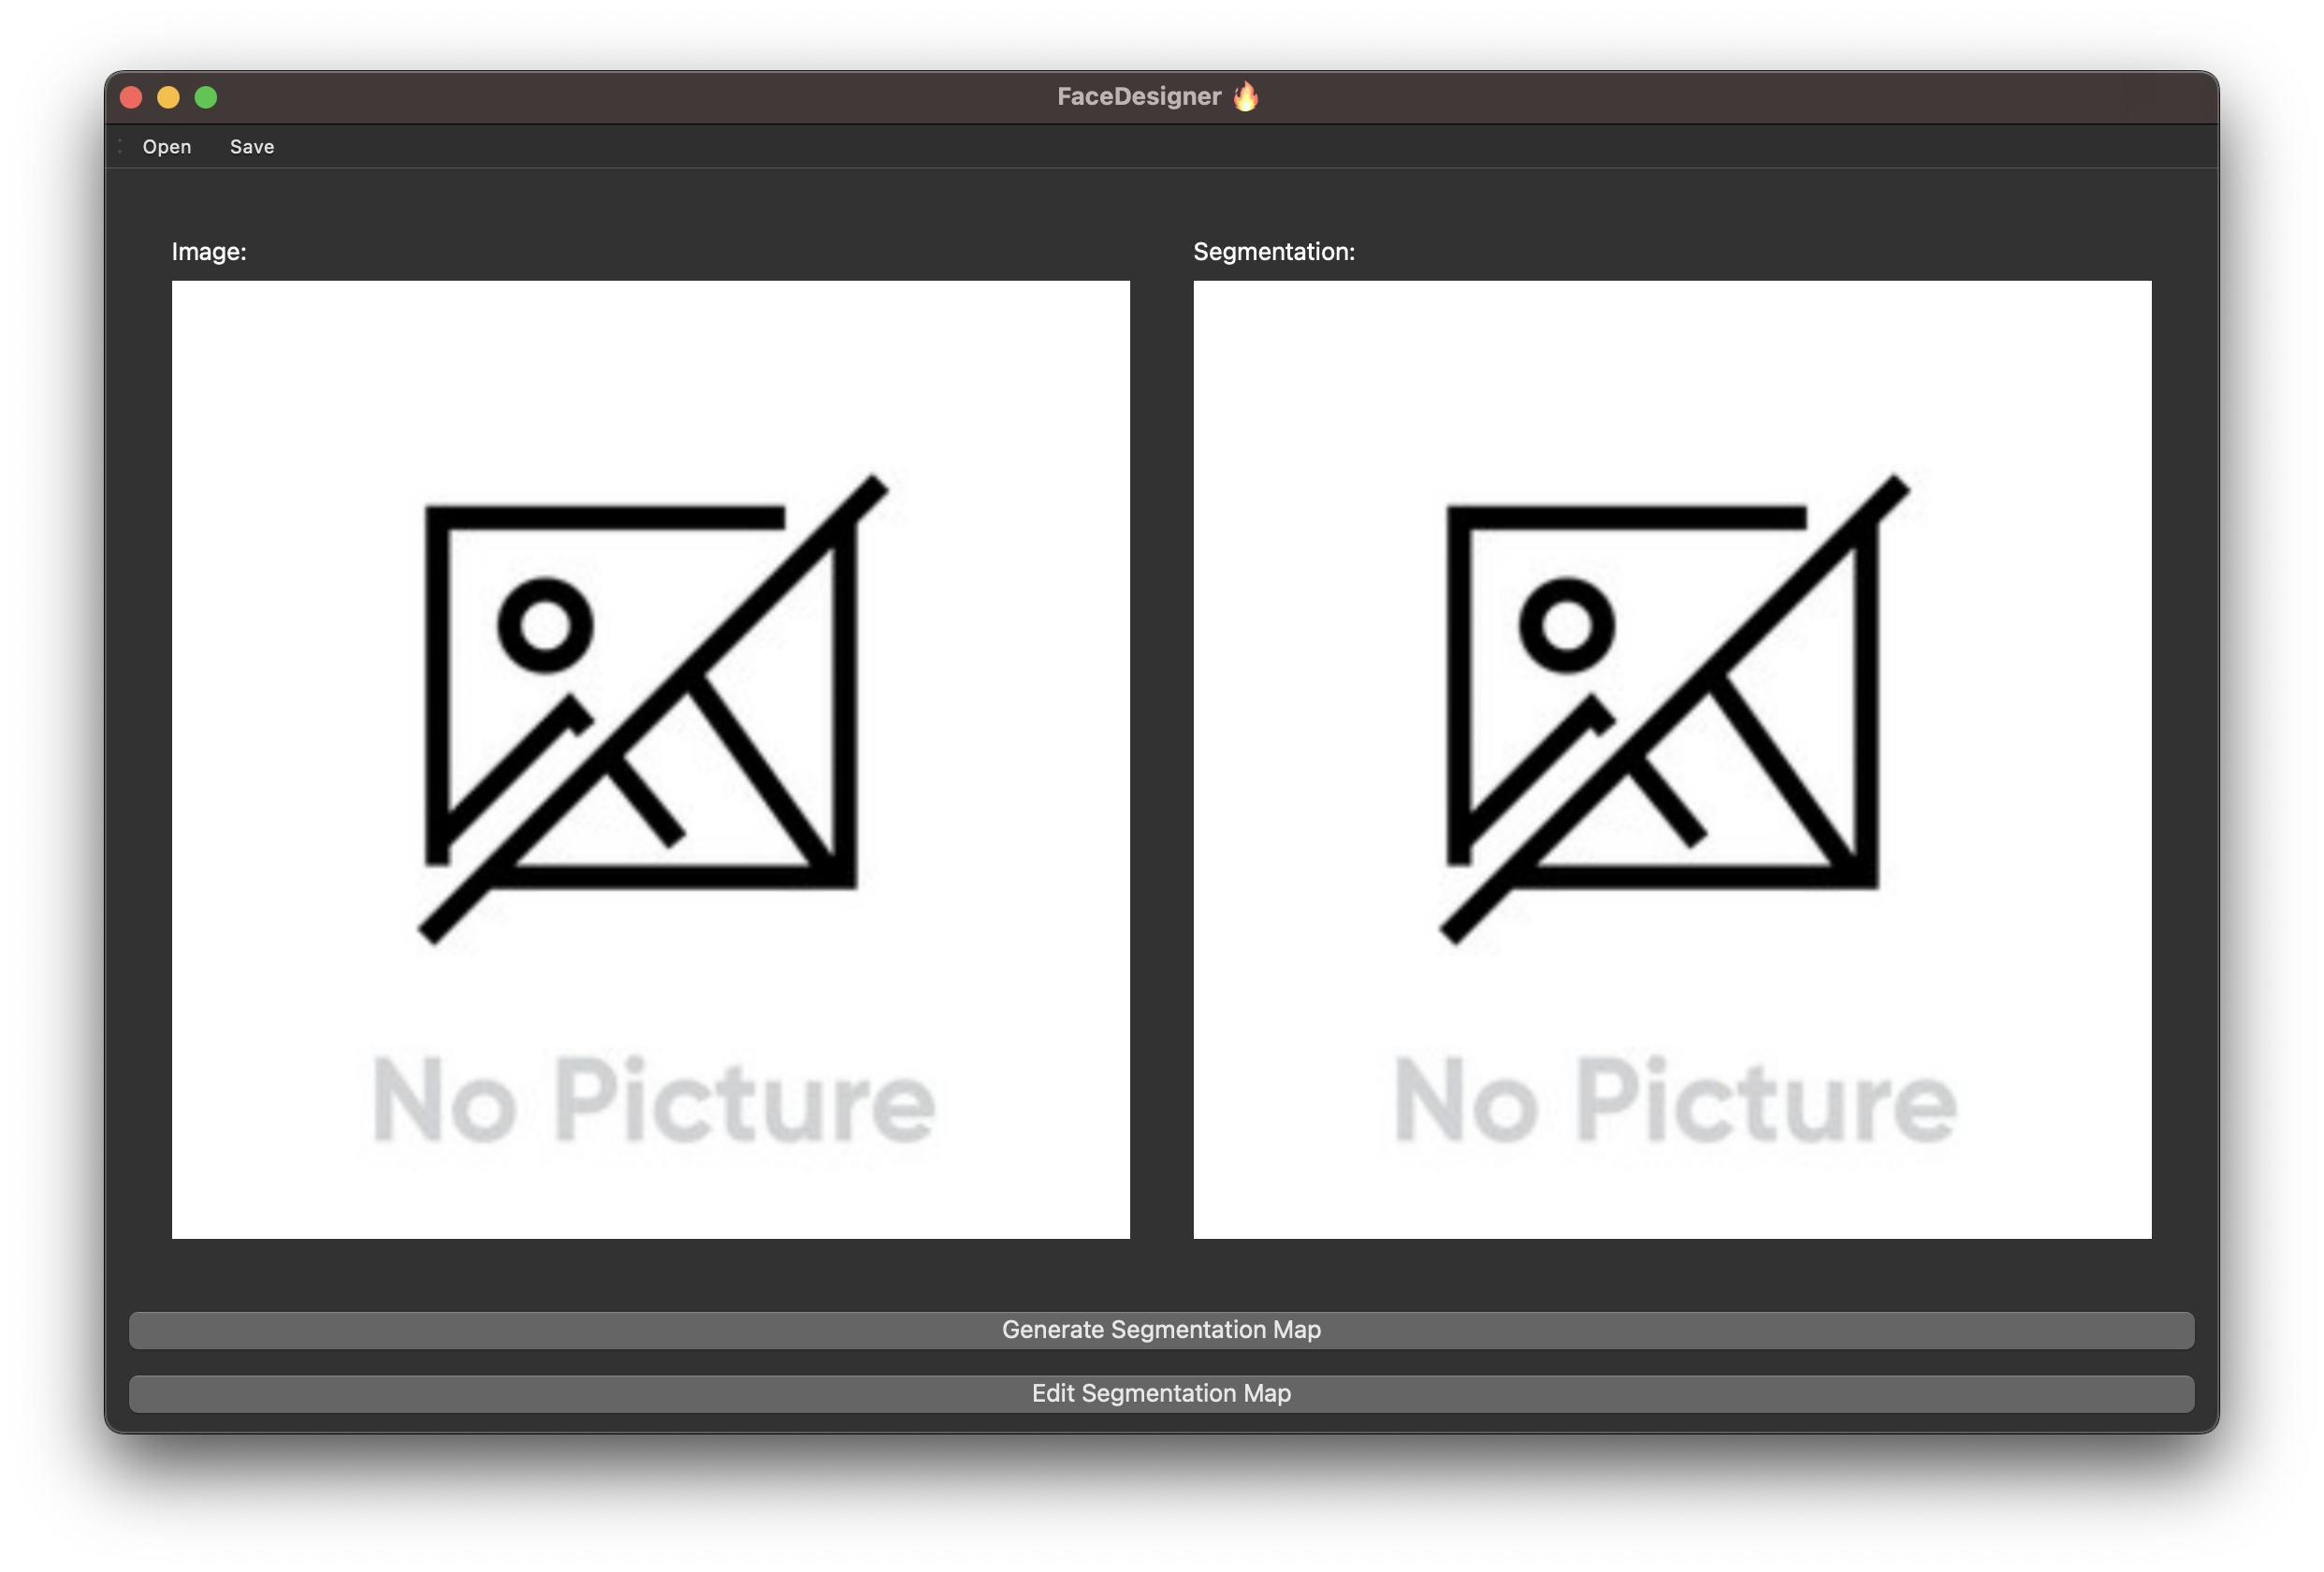 FaceDesigner 🔥
Open Save
Image: Segmentation:
No Picture No Picture
Generate Segmentation Map
Edit Segmentation Map